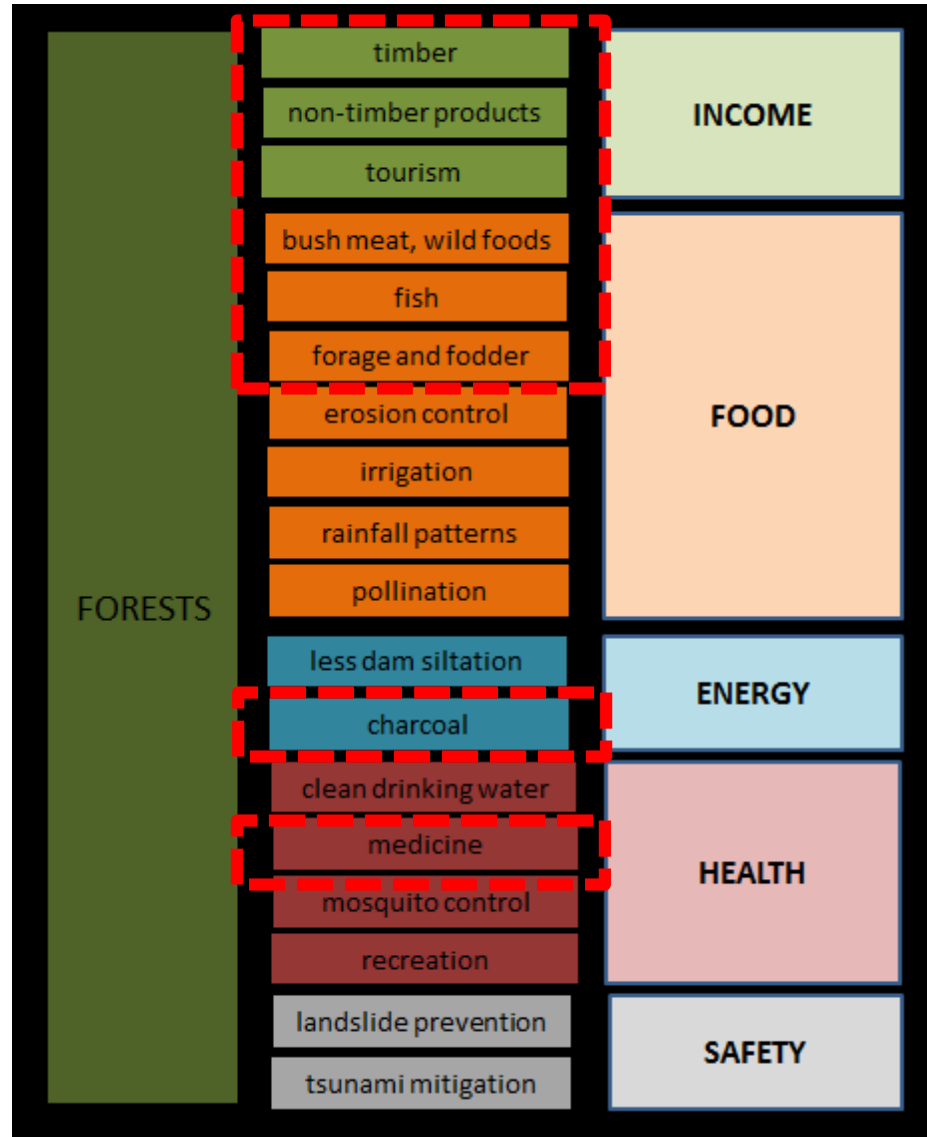 FORESTS
timber
non-timber products
tourism
bush meat, wild foods
fish
forage and fodder
erosion control
irrigation
rainfall patterns
pollination
less dam siltation
charcoal
clean drinking water
medicine
mosquito control
recreation
landslide prevention
tsunami mitigation
INCOME
FOOD
ENERGY
HEALTH
SAFETY